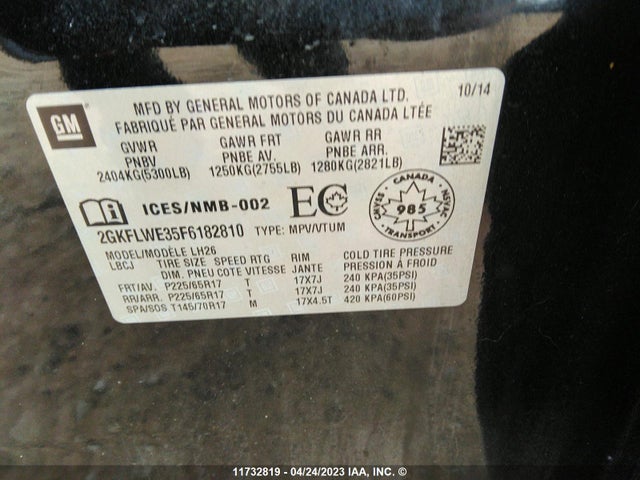 10/14
GM
MFD BY GENERAL MOTORS OF CANADA LTD.
FABRIQUÉ PAR GENERAL MOTORS DU CANADA LTÉE
GVWR GAWR FRT GAWR RR
PNBV PNBE AV. PNBE ARR.
2404KG(5300LB) 1250KG(2755LB) 1280KG(2821LB)
ICES/NMB-002 EC CANADA 985 TRANSPORT SANS NSVAC
2GKFLWE35F6182810 TYPE: MPV/VTUM
MODEL/MODÈLE LH26
LBCJ TIRE SIZE SPEED RTG RIM COLD TIRE PRESSURE
DIM. PNEU COTE VITESSE JANTE PRESSION À FROID
FRT/AV. P225/65R17 T 17X7J 240 KPA(35PSI)
RR/ARR. P225/65R17 T 17X7J 240 KPA(35PSI)
SPA/SOS T145/70R17 M 17X4.5T 420 KPA(60PSI)
11732819 - 04/24/2023 IAA, INC. ©